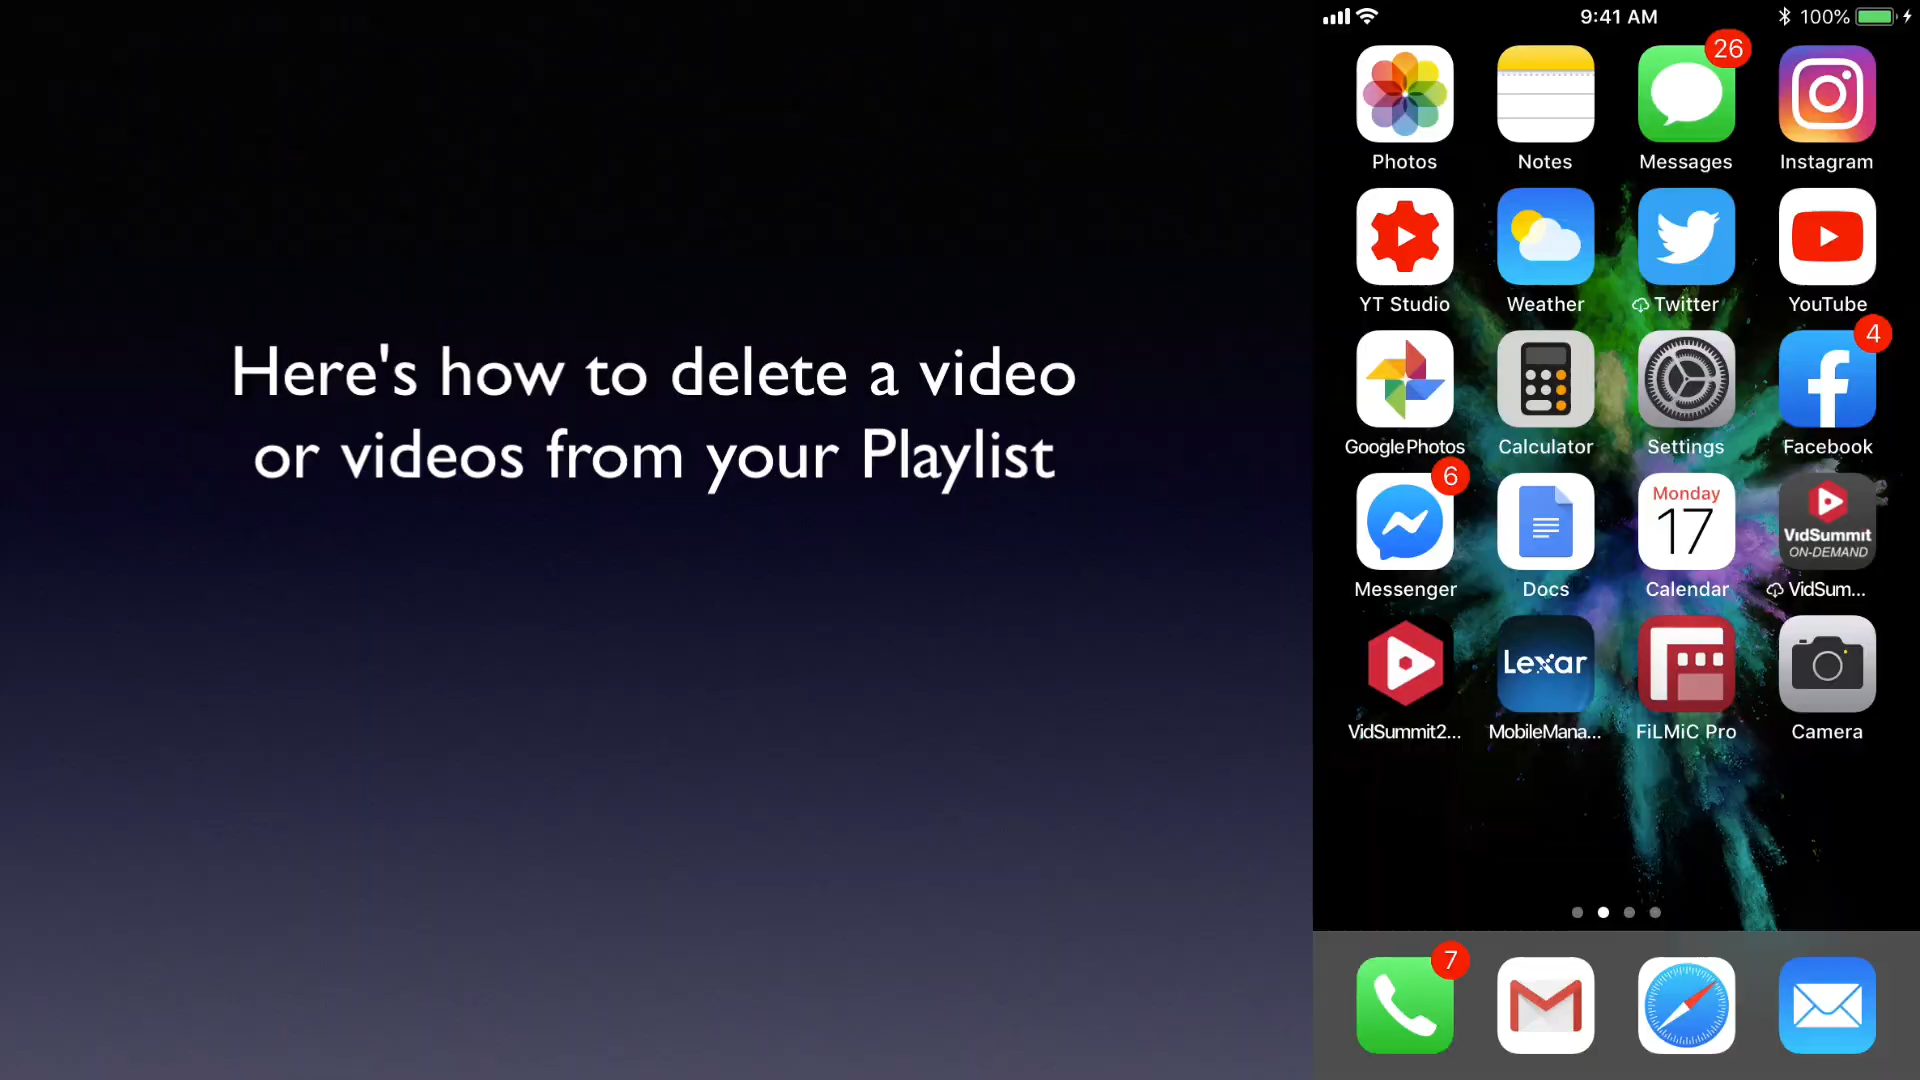 Here's how to delete a video
or videos from your Playlist
9:41 AM
100%
26
Photos
Notes
Messages
Instagram
YT Studio
Weather
Twitter
YouTube
4
Google Photos
Calculator
Settings
Facebook
6
Monday
17
VidSummit
ON-DEMAND
Messenger
Docs
Calendar
VidSum...
Lexar
VidSummit2...
MobileMana...
FiLMiC Pro
Camera
7